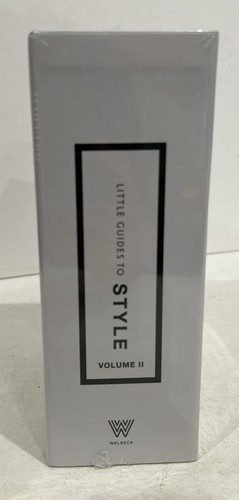 LITTLE GUIDES TO
STYLE
VOLUME II
W
WELBECK